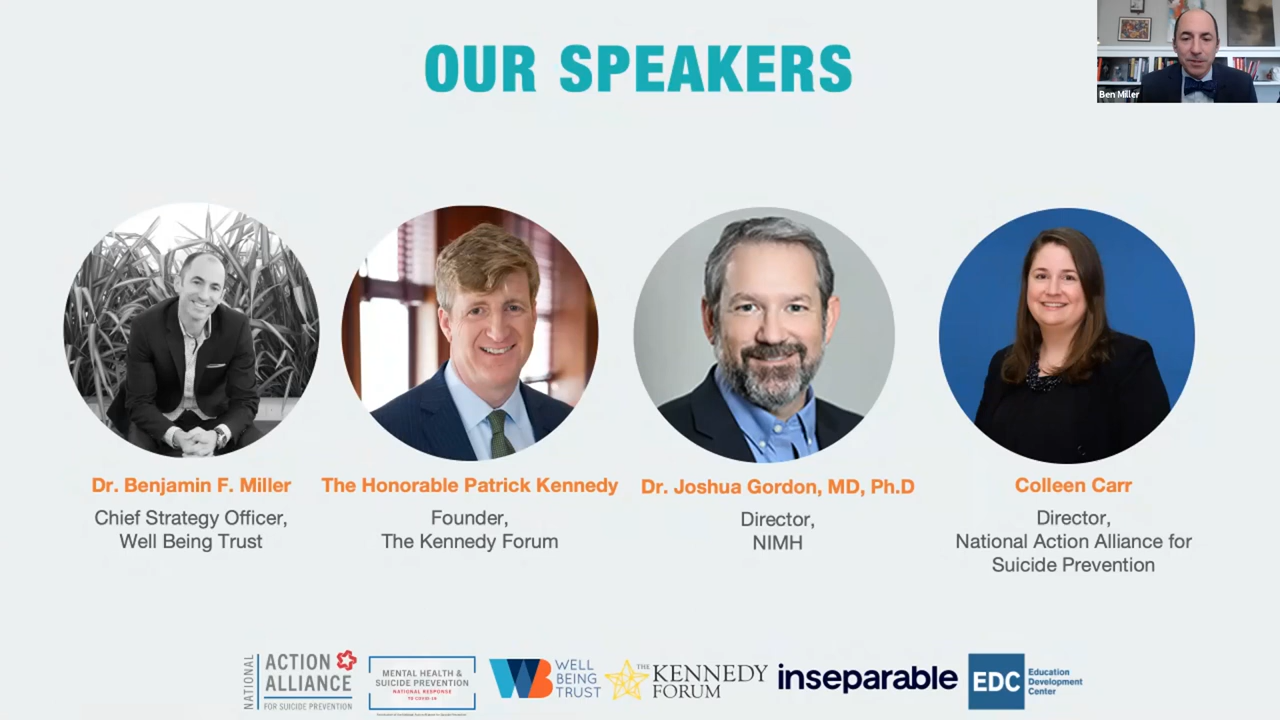 OUR SPEAKERS
Ben Miller
Dr. Benjamin F. Miller
Chief Strategy Officer,
Well Being Trust
The Honorable Patrick Kennedy
Founder,
The Kennedy Forum
Dr. Joshua Gordon, MD, Ph.D
Director,
NIMH
Colleen Carr
Director,
National Action Alliance for
Suicide Prevention
NATIONAL
ACTION
ALLIANCE
FOR SUICIDE PREVENTION
MENTAL HEALTH &
SUICIDE PREVENTION
NATIONAL RESPONSE
TO COVID-19
WB
WELL
BEING
TRUST
THE
KENNEDY
FORUM
inseparable
EDC
Education
Development
Center